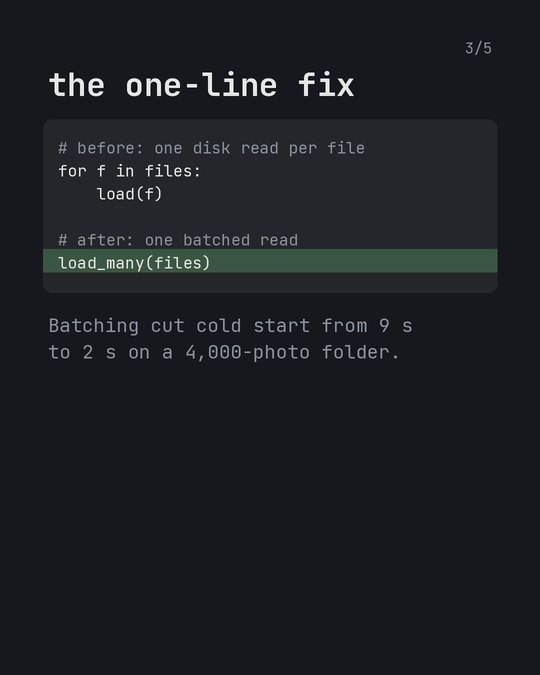 3/5
the one-line fix
# before: one disk read per file
for f in files:
    load(f)
# after: one batched read
load_many(files)
Batching cut cold start from 9 s
to 2 s on a 4,000-photo folder.